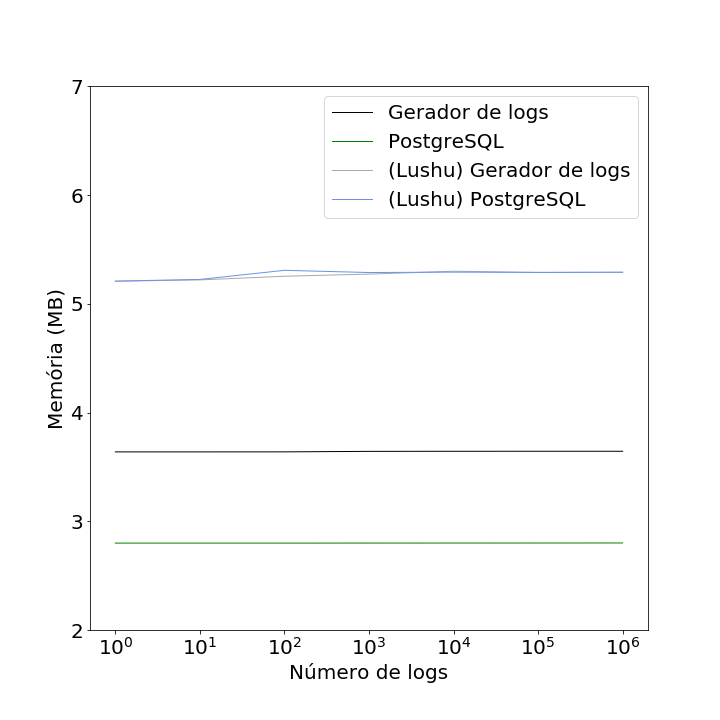 7
6
5
4
3
2
Memória (MB)
Gerador de logs
PostgreSQL
(Lushu) Gerador de logs
(Lushu) PostgreSQL
10⁰ 10¹ 10² 10³ 10⁴ 10⁵ 10⁶
Número de logs